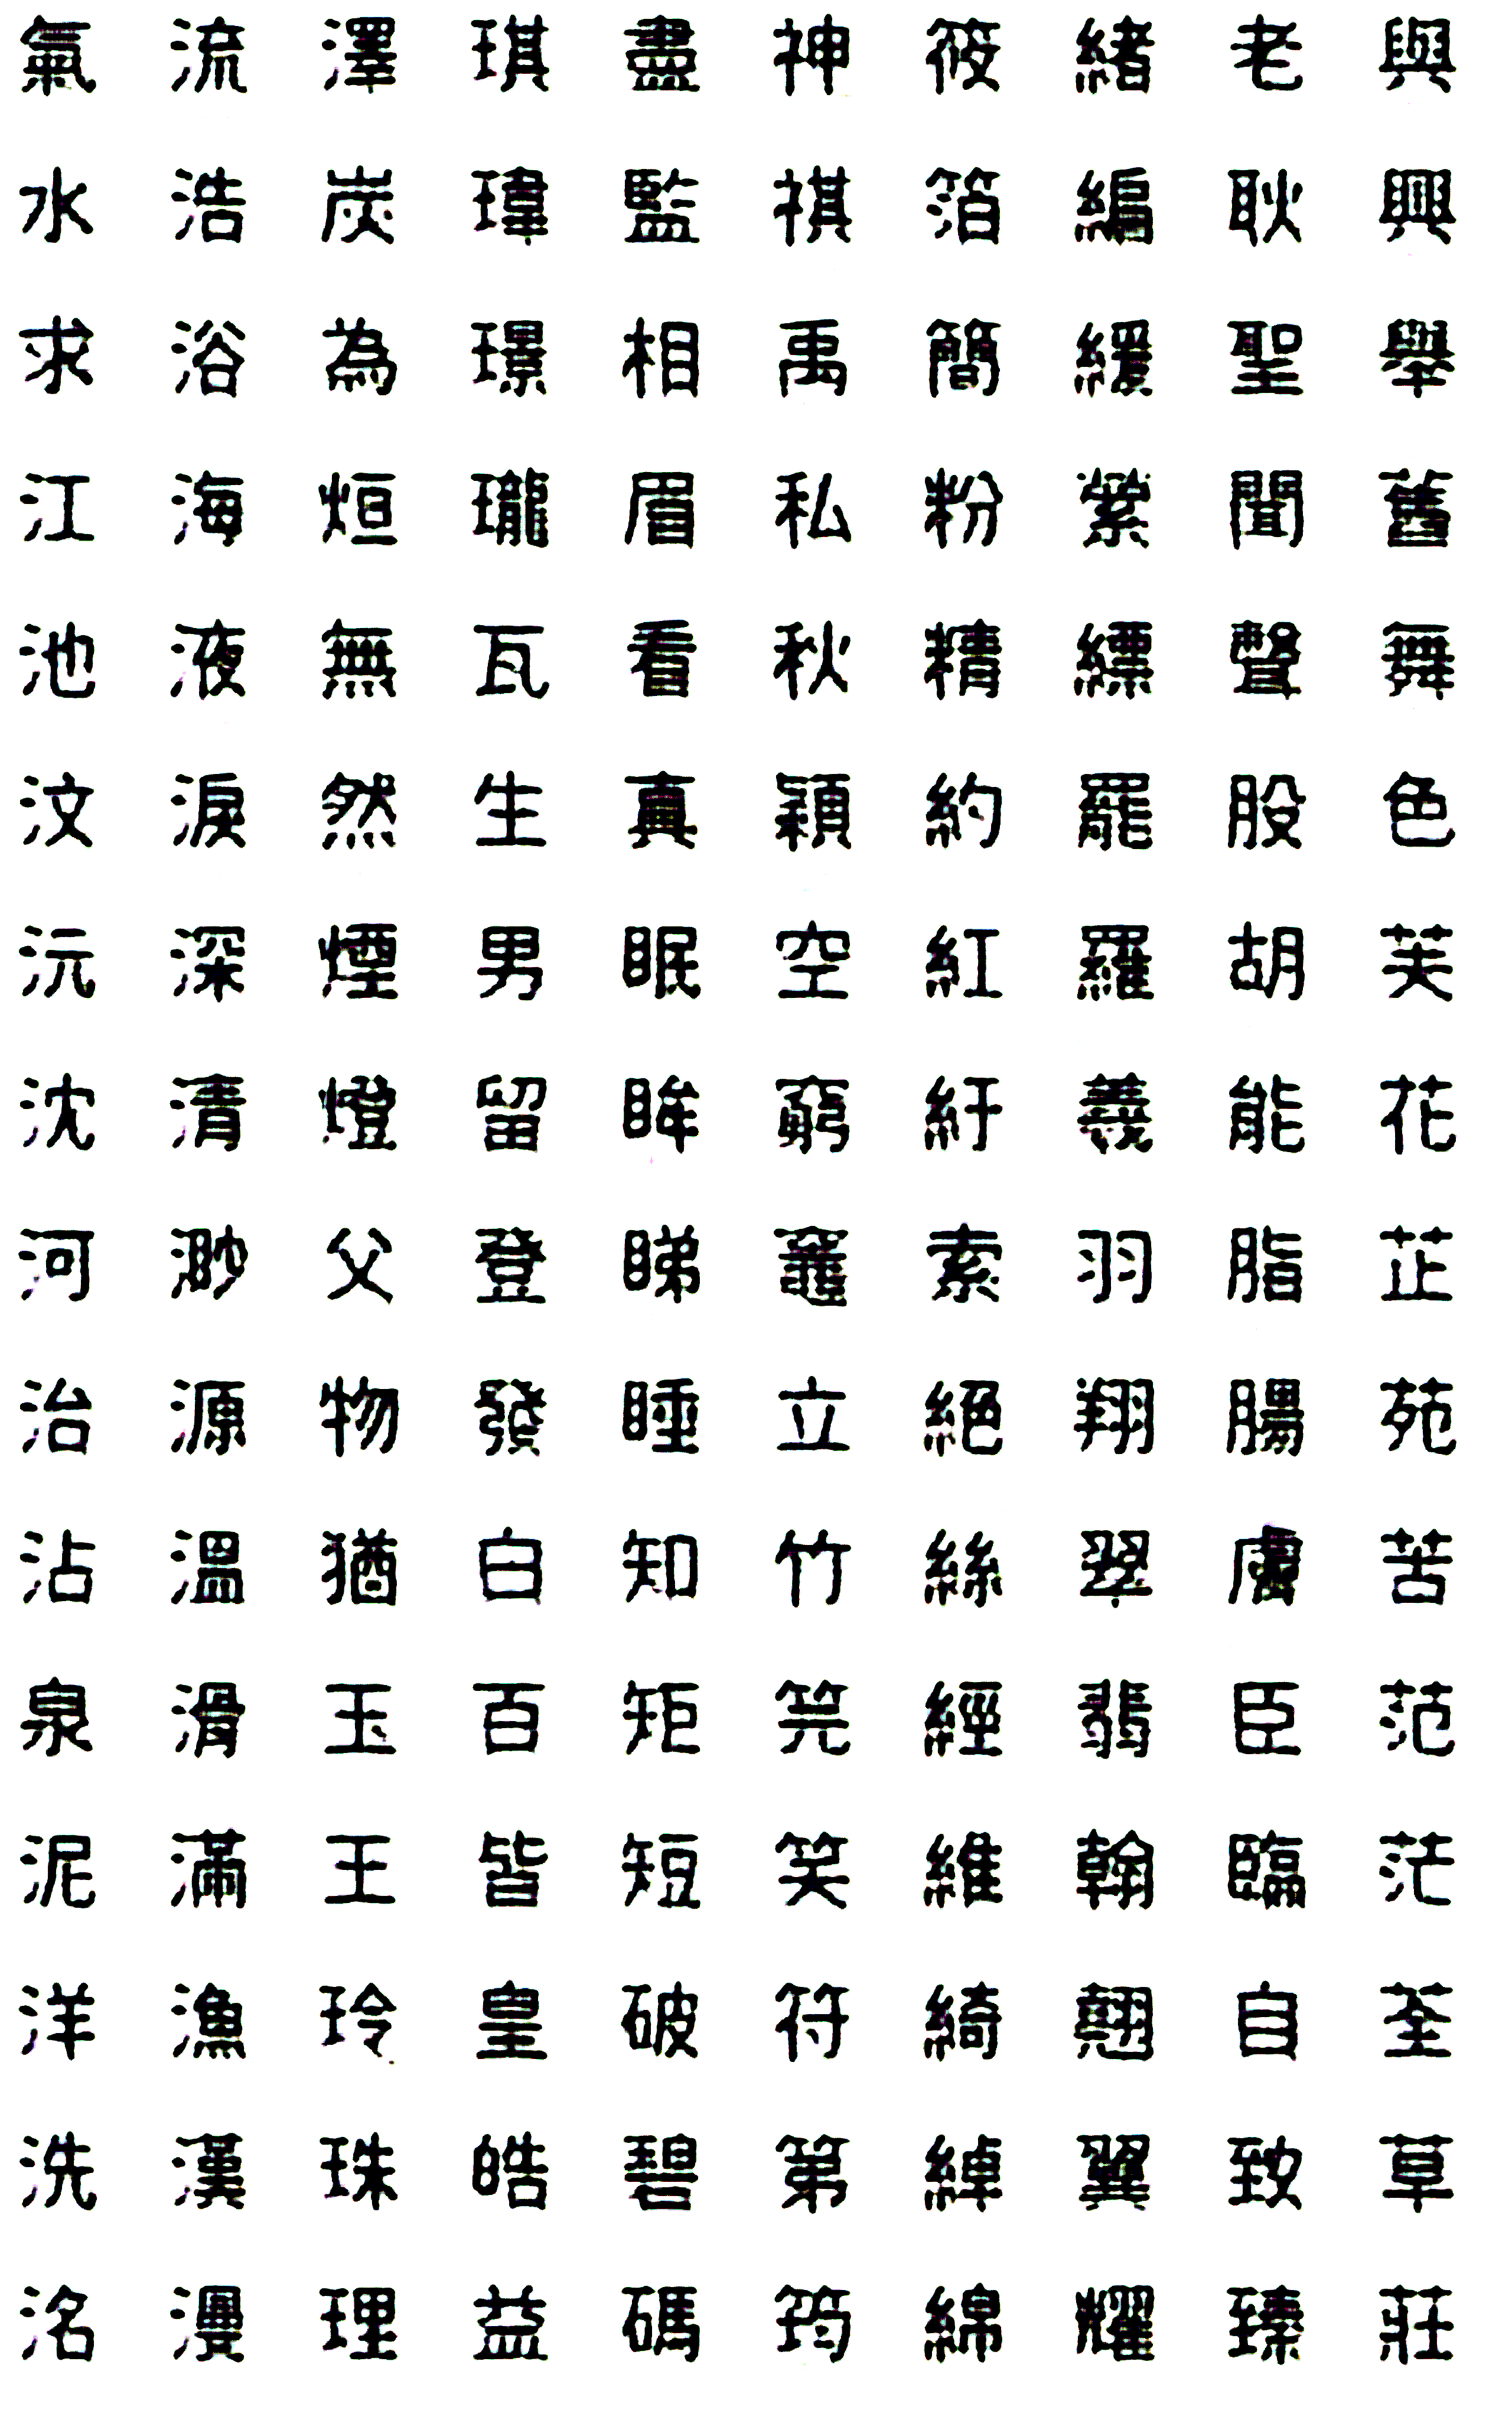 氣流澤琪盡神筱緒老與
水浩炭瑋監祺箔編耿興
求浴為璟相禹簡緩聖舉
江海烜瓏眉私粉縈聞舊
池液無瓦看秋精縹聲舞
汶淚然生真穎約罷股色
沅深煙男眠空紅羅胡芙
沈清燈留眸窮紆羲能花
河渺父登睇竈索羽脂芷
治源物發睡立絕翔腸苑
沾溫猶白知竹絲翠膚苦
泉滑玉百矩笎經翡臣范
泥滿王皆短笑維翰臨茫
洋漁玲皇破符綺翹自荃
洗漢珠皓碧第綽翼致草
洺漫理益碼筠綿耀臻莊